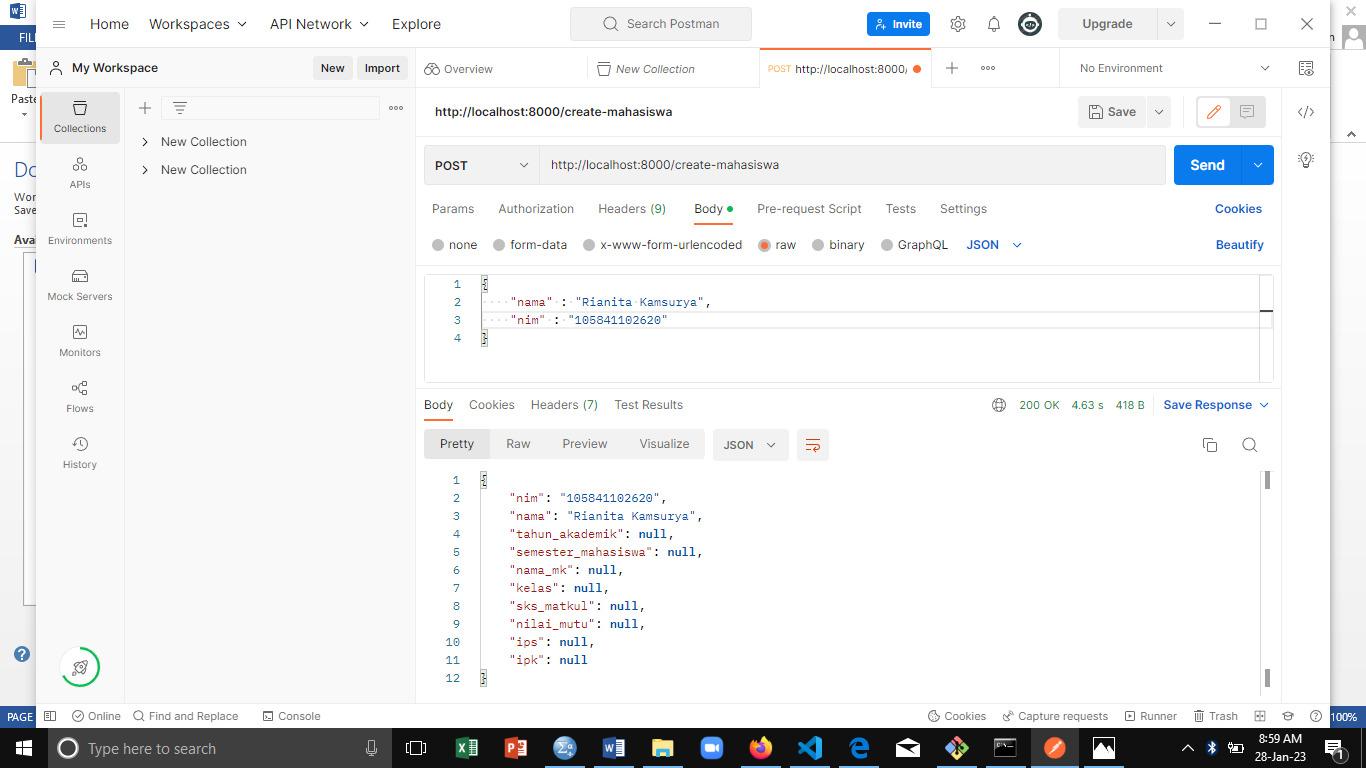 FIL
Home Workspaces API Network Explore
Search Postman
Invite
Upgrade
My Workspace New Import
Overview New Collection POST http://localhost:8000/ No Environment
Paste
http://localhost:8000/create-mahasiswa Save
Collections
New Collection
New Collection
POST http://localhost:8000/create-mahasiswa Send
APIs
Wor
Save
Params Authorization Headers (9) Body Pre-request Script Tests Settings Cookies
Environments
Ava
none form-data x-www-form-urlencoded raw binary GraphQL JSON Beautify
1 {
2 "nama" : "Rianita Kamsurya",
3 "nim" : "105841102620"
4 }
Mock Servers
Monitors
Flows
History
Body Cookies Headers (7) Test Results 200 OK 4.63 s 418 B Save Response
Pretty Raw Preview Visualize JSON
1 {
2 "nim": "105841102620",
3 "nama": "Rianita Kamsurya",
4 "tahun_akademik": null,
5 "semester_mahasiswa": null,
6 "nama_mk": null,
7 "kelas": null,
8 "sks_matkul": null,
9 "nilai_mutu": null,
10 "ips": null,
11 "ipk": null
12 }
PAGE Online Find and Replace Console Cookies Capture requests Runner Trash 100%
Type here to search
8:59 AM
28-Jan-23
1